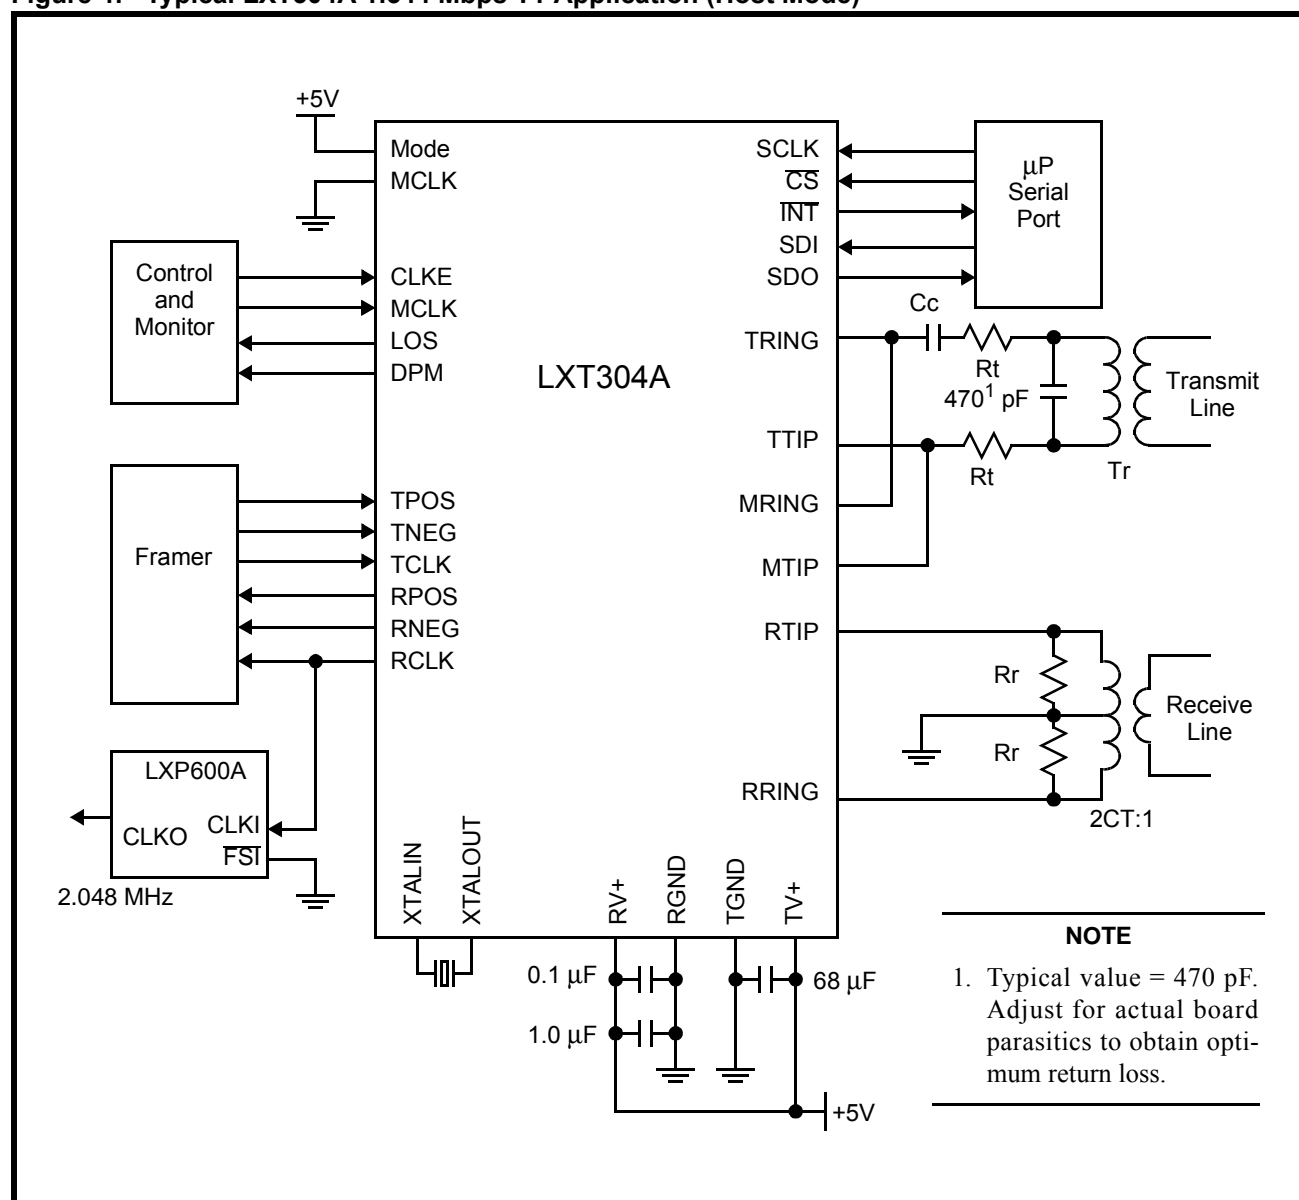 +5V
Mode
MCLK
Control
and
Monitor
CLKE
MCLK
LOS
DPM
Framer
TPOS
TNEG
TCLK
RPOS
RNEG
RCLK
LXP600A
CLKI
CLKO
FSI
2.048 MHz
LXT304A
XTALIN
XTALOUT
RV+
RGND
TGND
TV+
SCLK
CS
INT
SDI
SDO
μP
Serial
Port
TRING
TTIP
MRING
MTIP
RTIP
RRING
Cc
Rt
470¹ pF
Rt
Tr
Transmit
Line
Rr
Rr
Receive
Line
2CT:1
0.1 μF
1.0 μF
68 μF
+5V
NOTE
1. Typical value = 470 pF.
Adjust for actual board
parasitics to obtain opti-
mum return loss.